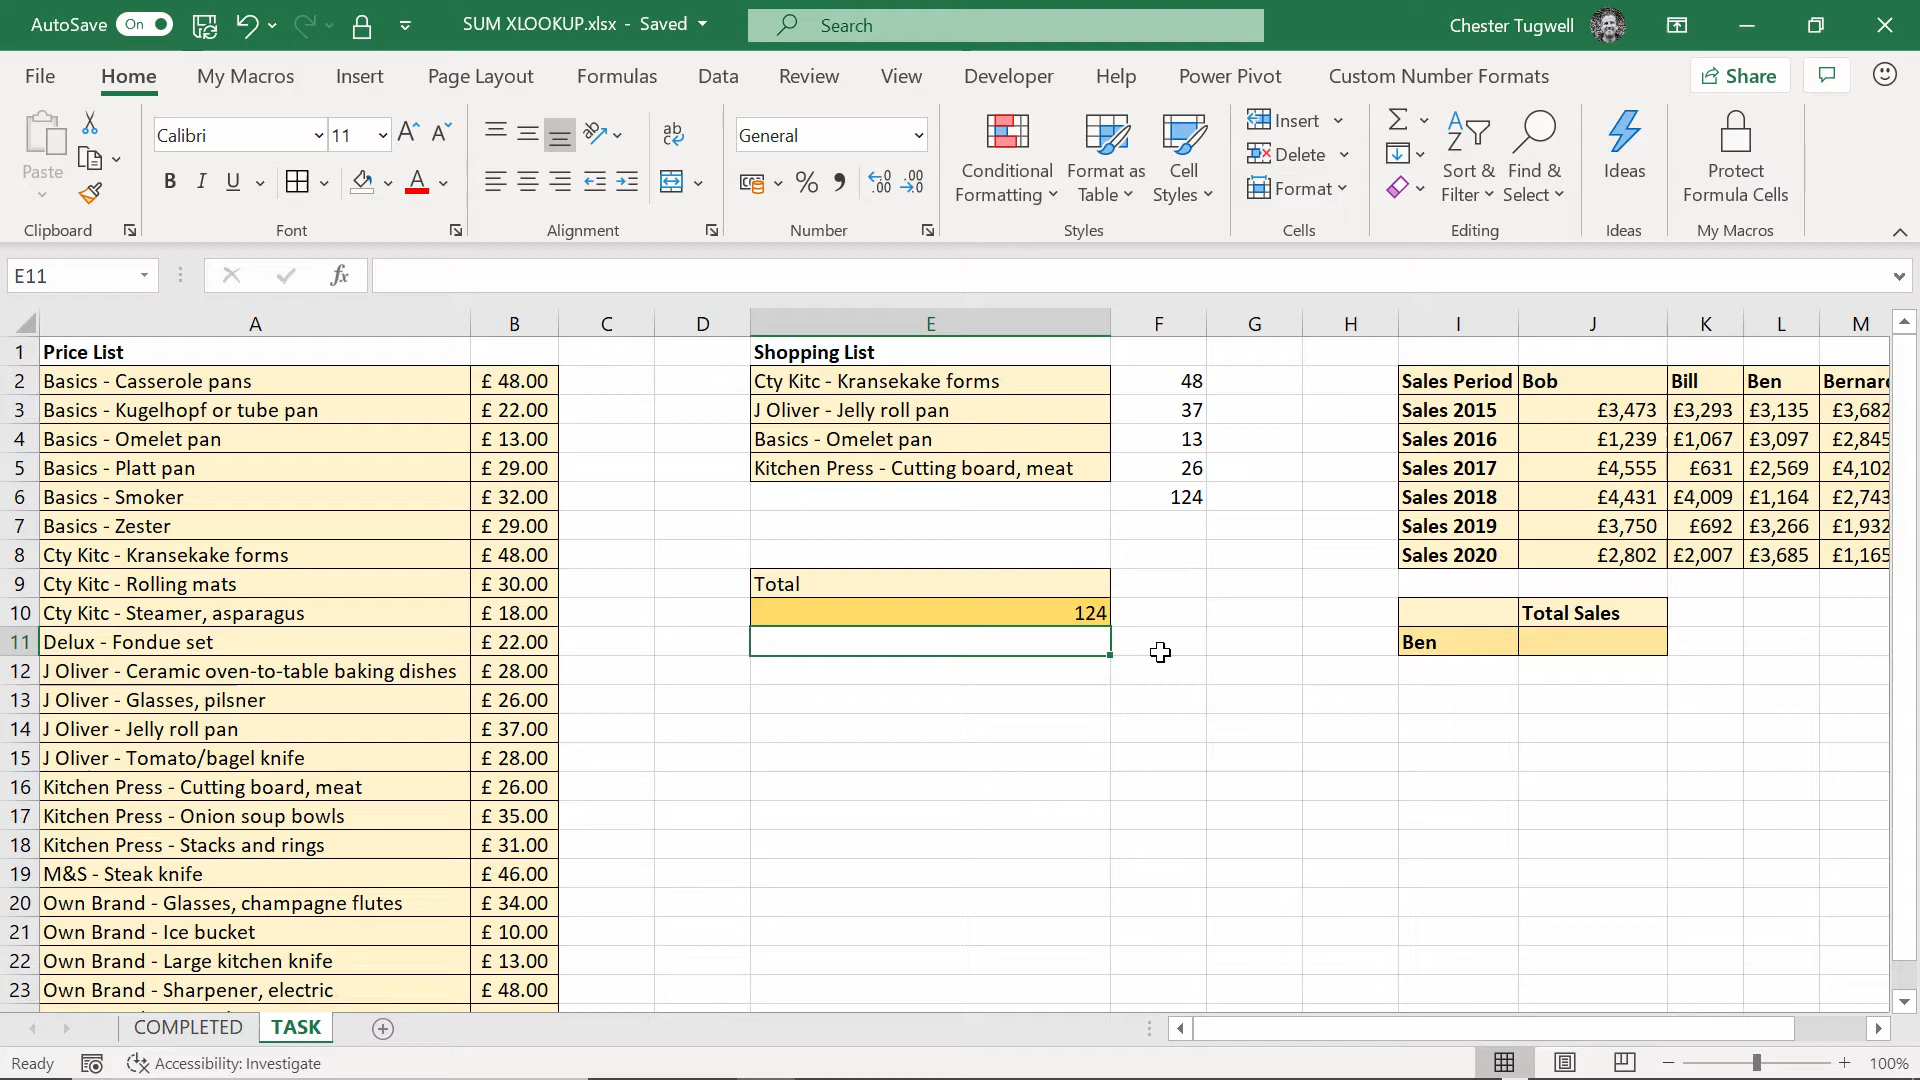 AutoSave On SUM XLOOKUP.xlsx - Saved Search Chester Tugwell
File Home My Macros Insert Page Layout Formulas Data Review View Developer Help Power Pivot Custom Number Formats Share
Paste Calibri 11 A A ab General Insert Delete Format
B I U A
Conditional Formatting Format as Table Cell Styles Sort & Filter Find & Select Ideas Protect Formula Cells
Clipboard Font Alignment Number Styles Cells Editing Ideas My Macros
E11 fx
A B C D E F G H I J K L M
1 Price List Shopping List
2 Basics - Casserole pans £ 48.00 Cty Kitc - Kransekake forms 48 Sales Period Bob Bill Ben Bernard
3 Basics - Kugelhopf or tube pan £ 22.00 J Oliver - Jelly roll pan 37 Sales 2015 £3,473 £3,293 £3,135 £3,682
4 Basics - Omelet pan £ 13.00 Basics - Omelet pan 13 Sales 2016 £1,239 £1,067 £3,097 £2,845
5 Basics - Platt pan £ 29.00 Kitchen Press - Cutting board, meat 26 Sales 2017 £4,555 £631 £2,569 £4,102
6 Basics - Smoker £ 32.00 124 Sales 2018 £4,431 £4,009 £1,164 £2,743
7 Basics - Zester £ 29.00 Sales 2019 £3,750 £692 £3,266 £1,932
8 Cty Kitc - Kransekake forms £ 48.00 Sales 2020 £2,802 £2,007 £3,685 £1,165
9 Cty Kitc - Rolling mats £ 30.00 Total
10 Cty Kitc - Steamer, asparagus £ 18.00 124 Total Sales
11 Delux - Fondue set £ 22.00 Ben
12 J Oliver - Ceramic oven-to-table baking dishes £ 28.00
13 J Oliver - Glasses, pilsner £ 26.00
14 J Oliver - Jelly roll pan £ 37.00
15 J Oliver - Tomato/bagel knife £ 28.00
16 Kitchen Press - Cutting board, meat £ 26.00
17 Kitchen Press - Onion soup bowls £ 35.00
18 Kitchen Press - Stacks and rings £ 31.00
19 M&S - Steak knife £ 46.00
20 Own Brand - Glasses, champagne flutes £ 34.00
21 Own Brand - Ice bucket £ 10.00
22 Own Brand - Large kitchen knife £ 13.00
23 Own Brand - Sharpener, electric £ 48.00
COMPLETED TASK
Ready Accessibility: Investigate 100%